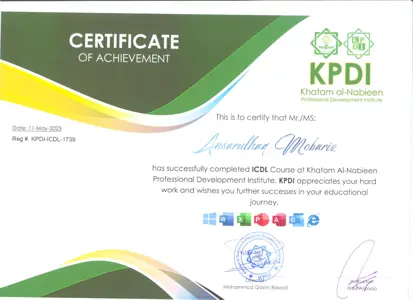 CERTIFICATE
OF ACHIEVEMENT
KPDI
Khatam al-Nabieen
Professional Development Institute
This is to certify that Mr./MS:
Date: 11-May-2023
Reg #: KPDI-ICDL-1739
Ansarulhaq Mobariz
has successfully completed ICDL Course at Khatam Al-Nabieen
Professional Development Institute. KPDI appreciates your hard
work and wishes you further successes in your educational
journey.
Mohammad Qasim Rasooli